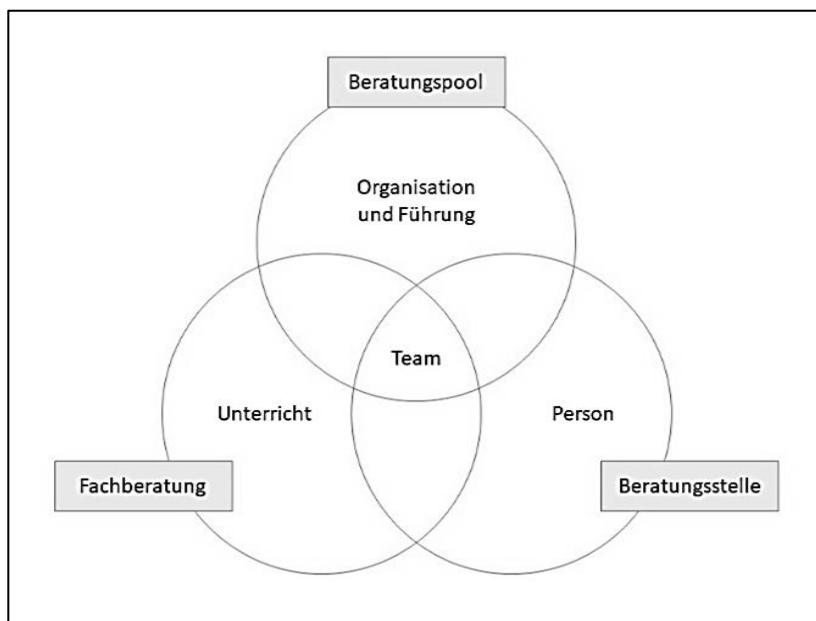 Beratungspool
Organisation
und Führung
Team
Unterricht
Person
Fachberatung
Beratungsstelle